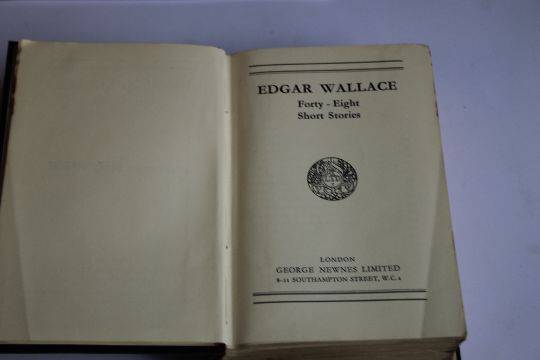 EDGAR WALLACE
Forty - Eight
Short Stories
LONDON
GEORGE NEWNES LIMITED
8-11 SOUTHAMPTON STREET, W.C.2